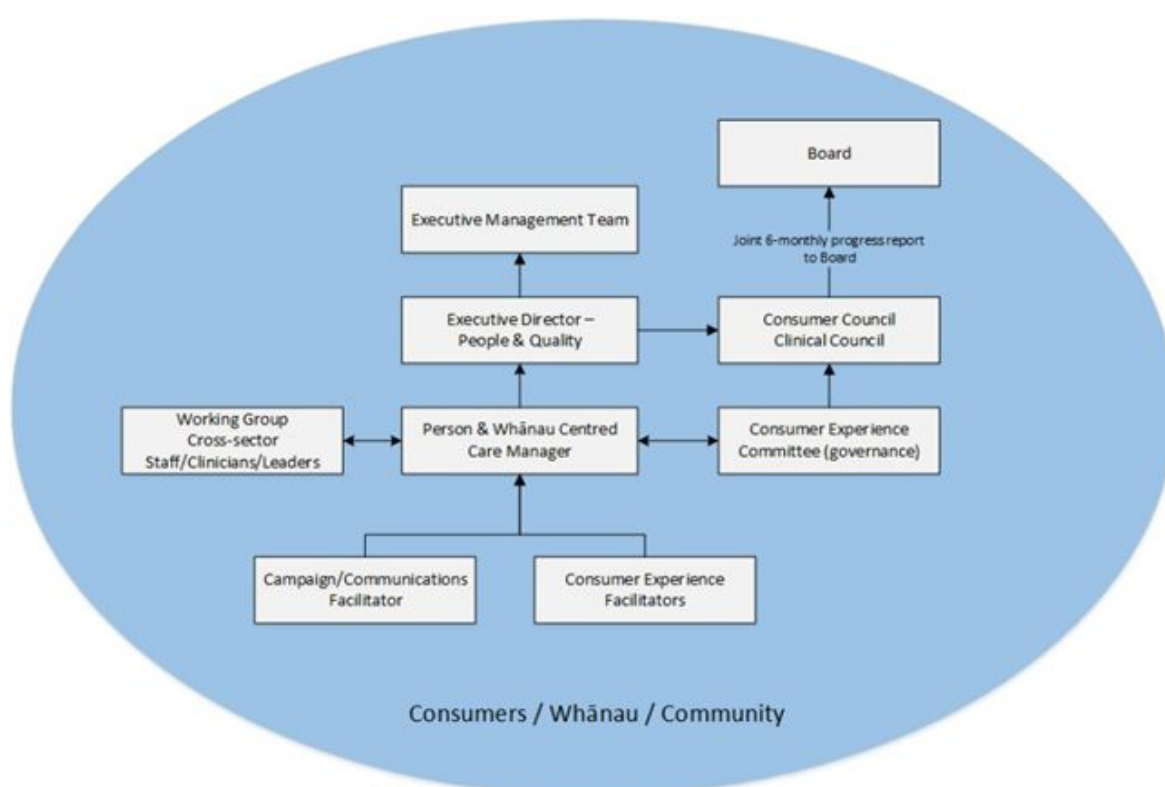 Board
Executive Management Team
Joint 6-monthly progress report
to Board
Executive Director –
People & Quality
Consumer Council
Clinical Council
Working Group
Cross-sector
Staff/Clinicians/Leaders
Person & Whānau Centred
Care Manager
Consumer Experience
Committee (governance)
Campaign/Communications
Facilitator
Consumer Experience
Facilitators
Consumers / Whānau / Community